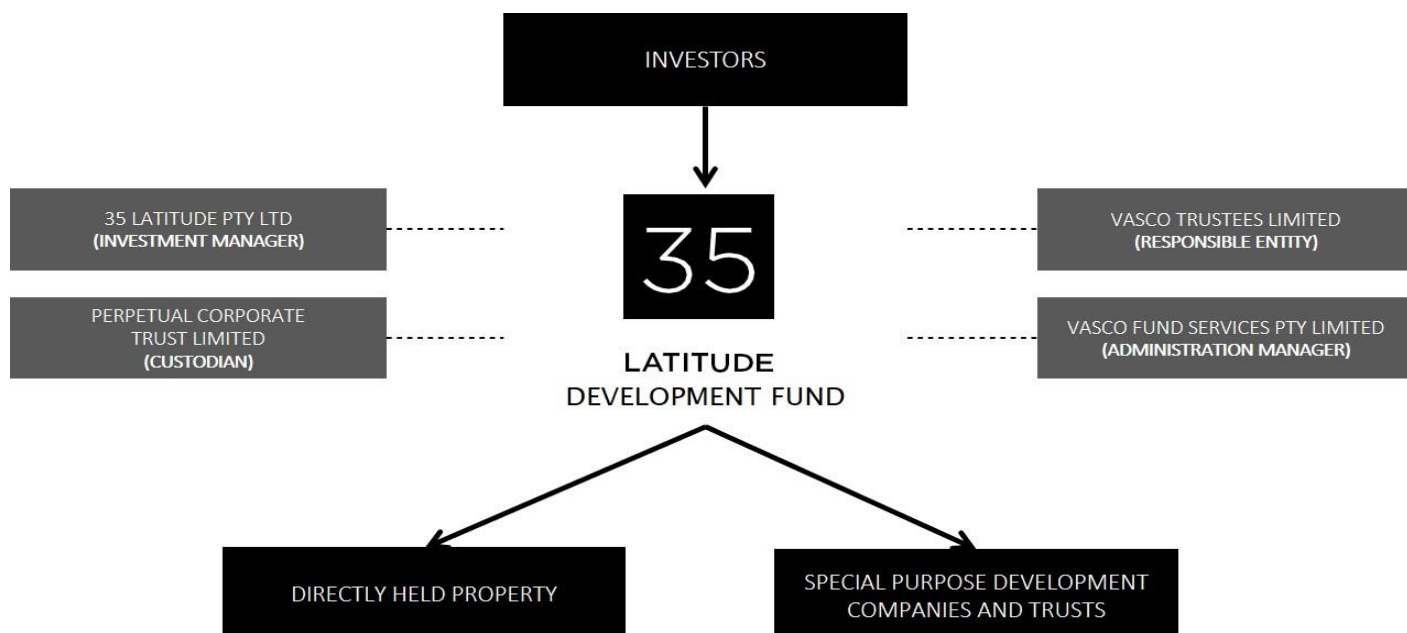 INVESTORS
35 LATITUDE PTY LTD
(INVESTMENT MANAGER)
PERPETUAL CORPORATE
TRUST LIMITED
(CUSTODIAN)
35
LATITUDE
DEVELOPMENT FUND
VASCO TRUSTEES LIMITED
(RESPONSIBLE ENTITY)
VASCO FUND SERVICES PTY LIMITED
(ADMINISTRATION MANAGER)
DIRECTLY HELD PROPERTY
SPECIAL PURPOSE DEVELOPMENT
COMPANIES AND TRUSTS